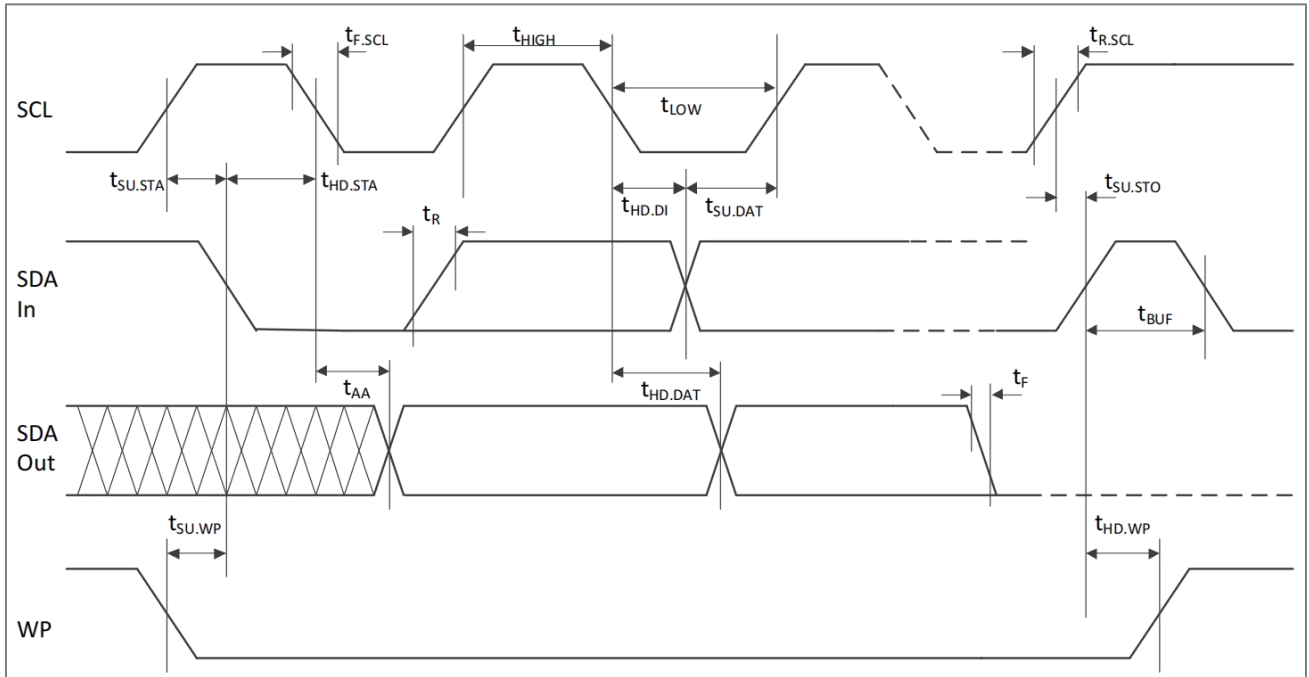 tF.SCL
tHIGH
tR.SCL
SCL
tLOW
tSU.STA
tHD.STA
tHD.DI
tSU.DAT
tSU.STO
tR
SDA
In
tBUF
tAA
tHD.DAT
tF
SDA
Out
tSU.WP
tHD.WP
WP